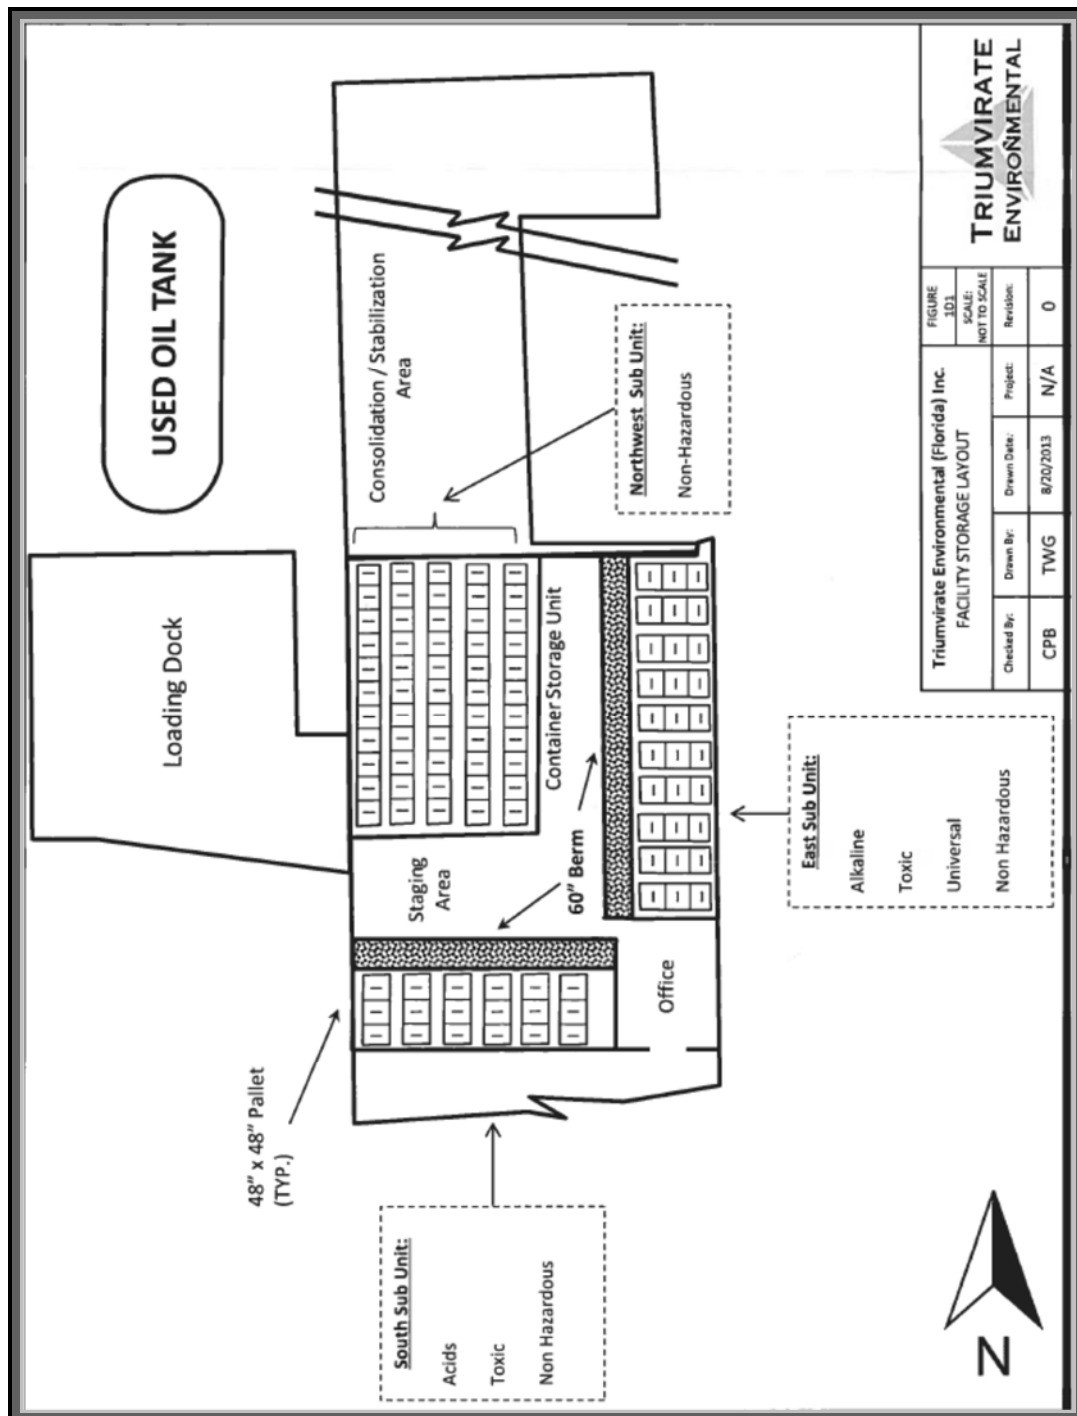 USED OIL TANK
Loading Dock
Consolidation / Stabilization
Area
Northwest Sub Unit:
Non-Hazardous
Container Storage Unit
Staging
Area
60" Berm
Office
48" x 48" Pallet
(TYP.)
South Sub Unit:
Acids
Toxic
Non Hazardous
East Sub Unit:
Alkaline
Toxic
Universal
Non Hazardous
N
Triumvirate Environmental (Florida) Inc.
FACILITY STORAGE LAYOUT
FIGURE
1D1
SCALE:
NOT TO SCALE
Checked By:
CPB
Drawn By:
TWG
Drawn Date:
8/20/2013
Project:
N/A
Revision:
0
TRIUMVIRATE
ENVIRONMENTAL